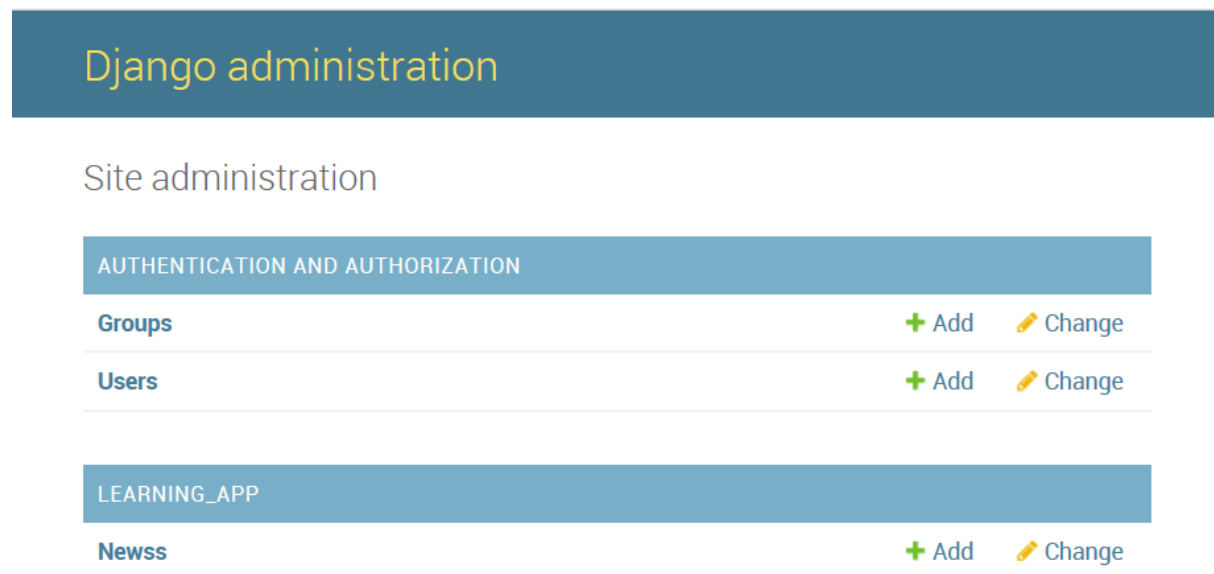 Django administration
Site administration
AUTHENTICATION AND AUTHORIZATION
Groups Add Change
Users Add Change
LEARNING_APP
Newss Add Change